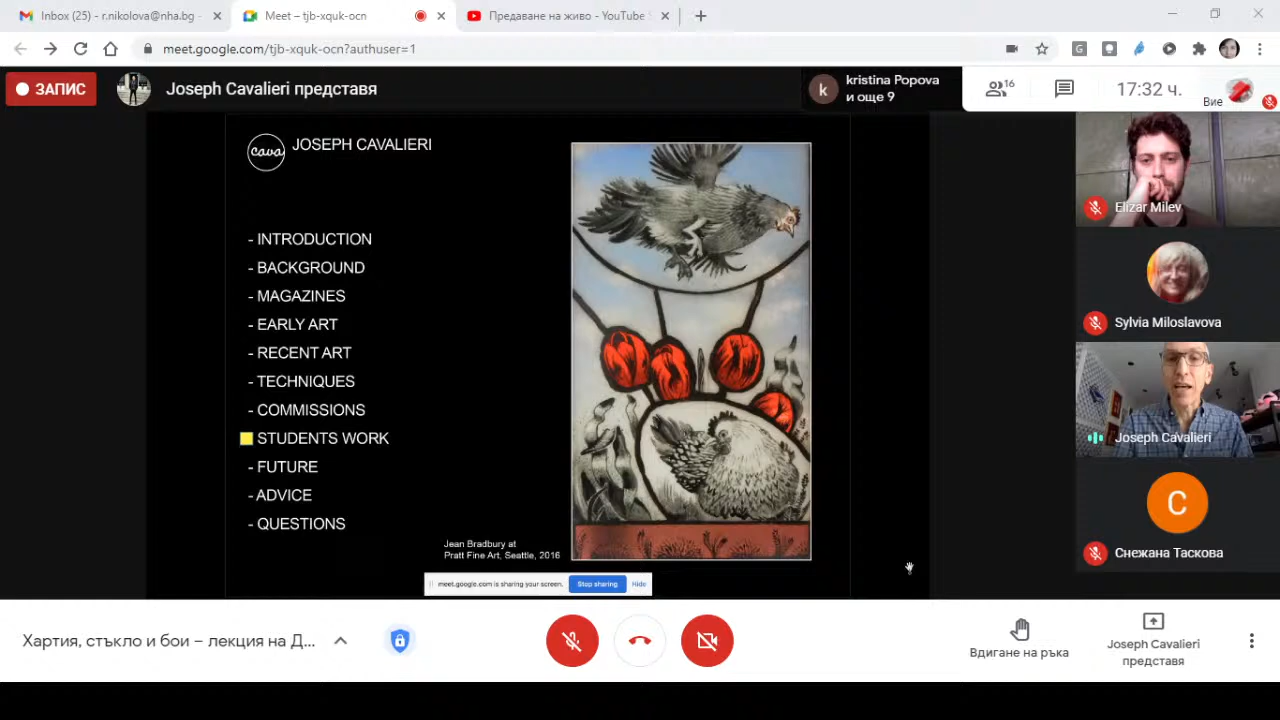 Inbox (25) - r.nikolova@nha.bg -
Meet – tjb-xquk-ocn
Предаване на живо - YouTube S
meet.google.com/tjb-xquk-ocn?authuser=1
ЗАПИС
Joseph Cavalieri представя
k
kristina Popova
и още 9
16
17:32 ч.
Вие
cava
JOSEPH CAVALIERI
- INTRODUCTION
- BACKGROUND
- MAGAZINES
- EARLY ART
- RECENT ART
- TECHNIQUES
- COMMISSIONS
STUDENTS WORK
- FUTURE
- ADVICE
- QUESTIONS
Jean Bradbury at
Pratt Fine Art, Seattle, 2016
meet.google.com is sharing your screen.
Stop sharing
Hide
Elizar Milev
Sylvia Miloslavova
Joseph Cavalieri
C
Снежана Таскова
Хартия, стъкло и бои – лекция на Д...
Вдигане на ръка
Joseph Cavalieri
представя